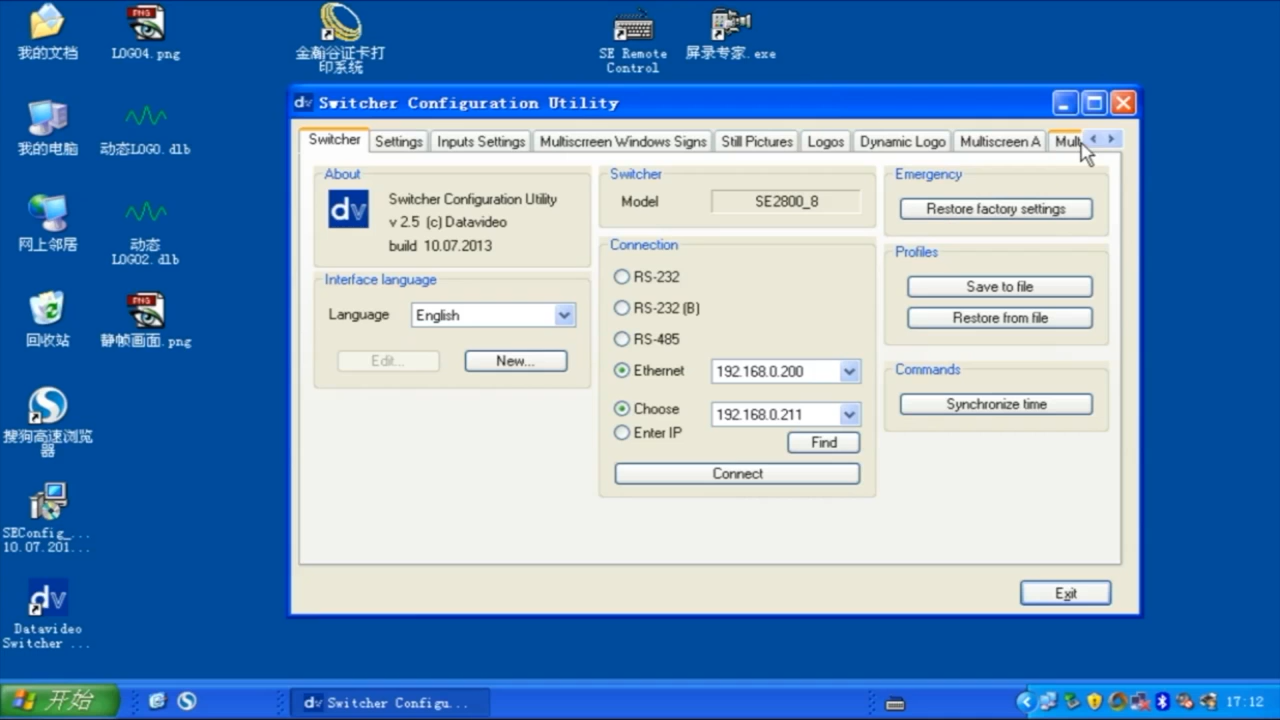 我的文档
LOGO4.png
金瀚谷证卡打
印系统
SE Remote
Control
屏录专家.exe
我的电脑
动态LOGO.dlb
网上邻居
动态
LOGO2.dlb
回收站
静帧画面.png
搜狗高速浏览
器
SEConfig_...
10.07.201...
Datavideo
Switcher ...
dv Switcher Configuration Utility
Switcher
Settings
Inputs Settings
Multiscrreen Windows Signs
Still Pictures
Logos
Dynamic Logo
Multiscreen A
Mul
About
dv
Switcher Configuration Utility
v 2.5 (c) Datavideo
build 10.07.2013
Interface language
Language
English
Edit...
New...
Switcher
Model
SE2800_8
Connection
RS-232
RS-232 (B)
RS-485
Ethernet
192.168.0.200
Choose
192.168.0.211
Enter IP
Find
Connect
Emergency
Restore factory settings
Profiles
Save to file
Restore from file
Commands
Synchronize time
Exit
开始
dv Switcher Configu...
17:12